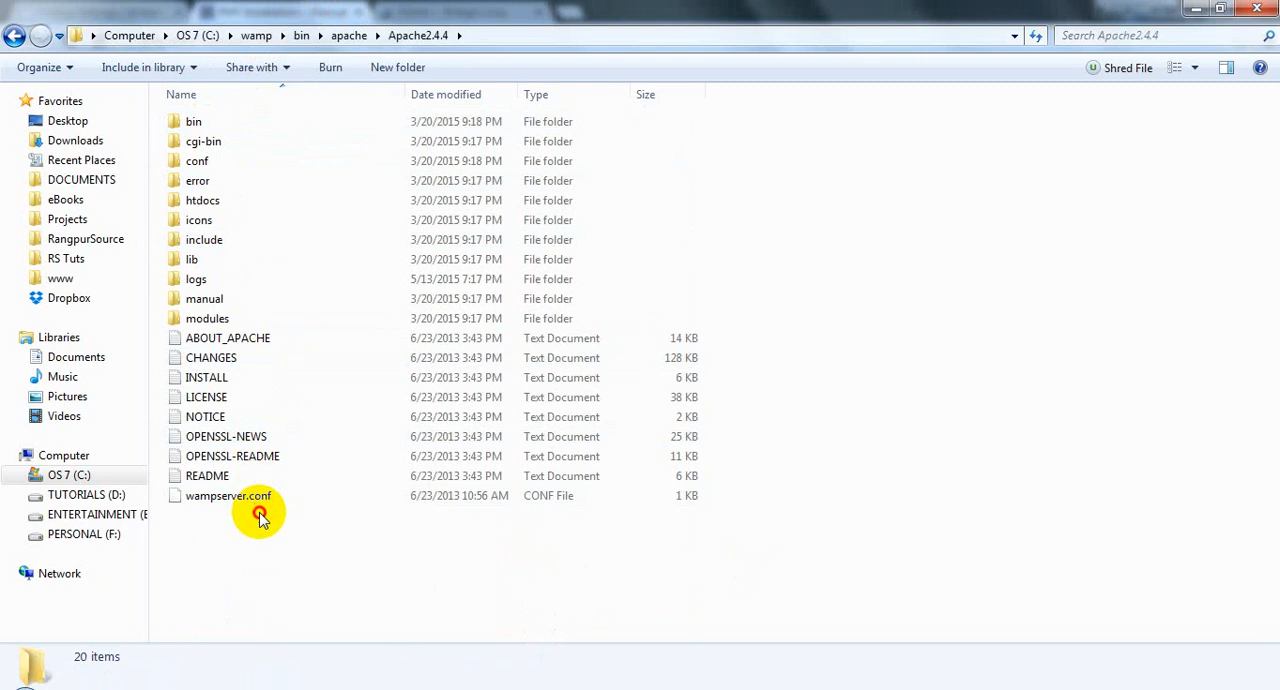 Computer OS 7 (C:) wamp bin apache Apache2.4.4 Search Apache2.4.4
Organize Include in library Share with Burn New folder Shred File
Name Date modified Type Size
Favorites
Desktop
Downloads
Recent Places
DOCUMENTS
eBooks
Projects
RangpurSource
RS Tuts
www
Dropbox
Libraries
Documents
Music
Pictures
Videos
Computer
OS 7 (C:)
TUTORIALS (D:)
ENTERTAINMENT (E
PERSONAL (F:)
Network
bin 3/20/2015 9:18 PM File folder
cgi-bin 3/20/2015 9:17 PM File folder
conf 3/20/2015 9:18 PM File folder
error 3/20/2015 9:17 PM File folder
htdocs 3/20/2015 9:17 PM File folder
icons 3/20/2015 9:17 PM File folder
include 3/20/2015 9:17 PM File folder
lib 3/20/2015 9:17 PM File folder
logs 5/13/2015 7:17 PM File folder
manual 3/20/2015 9:17 PM File folder
modules 3/20/2015 9:17 PM File folder
ABOUT_APACHE 6/23/2013 3:43 PM Text Document 14 KB
CHANGES 6/23/2013 3:43 PM Text Document 128 KB
INSTALL 6/23/2013 3:43 PM Text Document 6 KB
LICENSE 6/23/2013 3:43 PM Text Document 38 KB
NOTICE 6/23/2013 3:43 PM Text Document 2 KB
OPENSSL-NEWS 6/23/2013 3:43 PM Text Document 25 KB
OPENSSL-README 6/23/2013 3:43 PM Text Document 11 KB
README 6/23/2013 3:43 PM Text Document 6 KB
wampserver.conf 6/23/2013 10:56 AM CONF File 1 KB
20 items